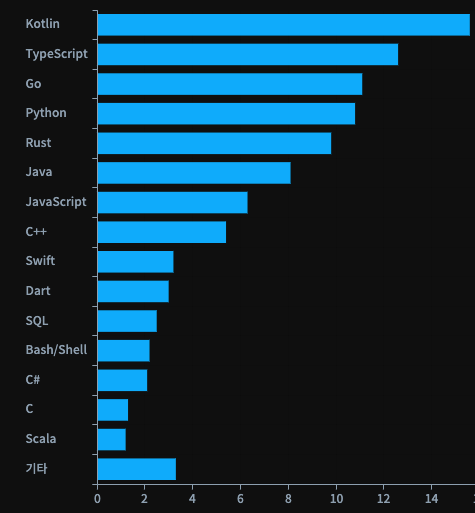 Kotlin
TypeScript
Go
Python
Rust
Java
JavaScript
C++
Swift
Dart
SQL
Bash/Shell
C#
C
Scala
기타
0 2 4 6 8 10 12 14